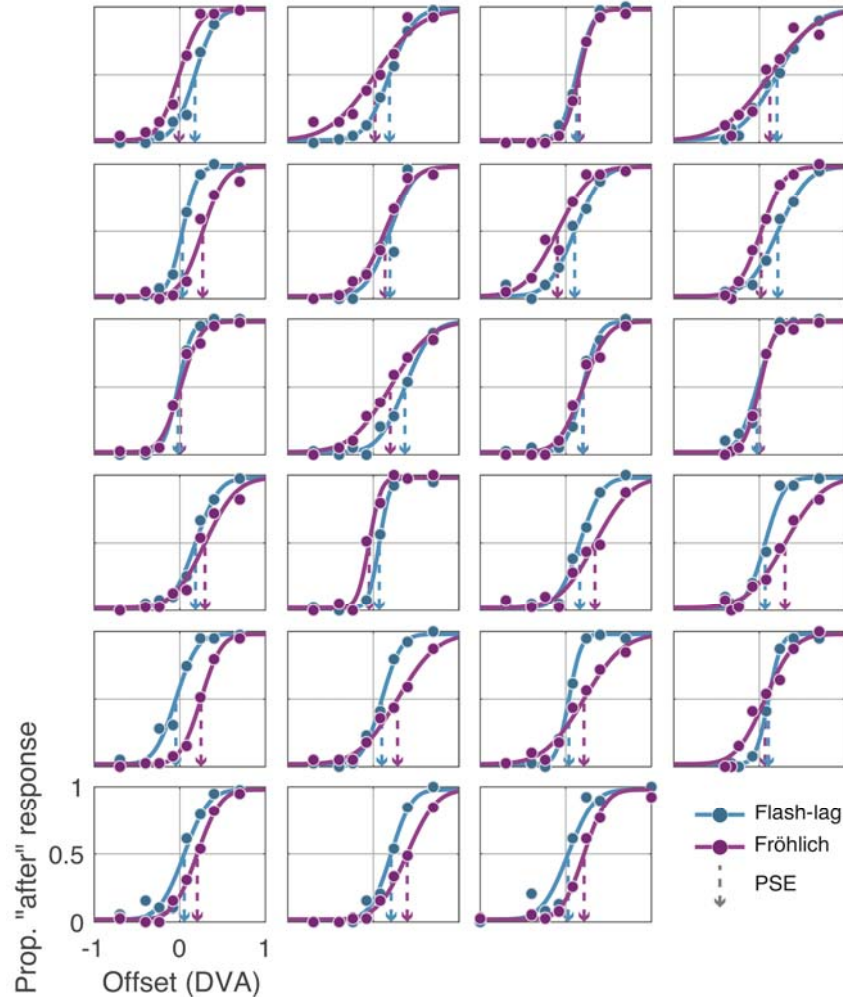 Prop. "after" response
1
0.5
0
-1 0 1
Offset (DVA)
Flash-lag
Fröhlich
PSE